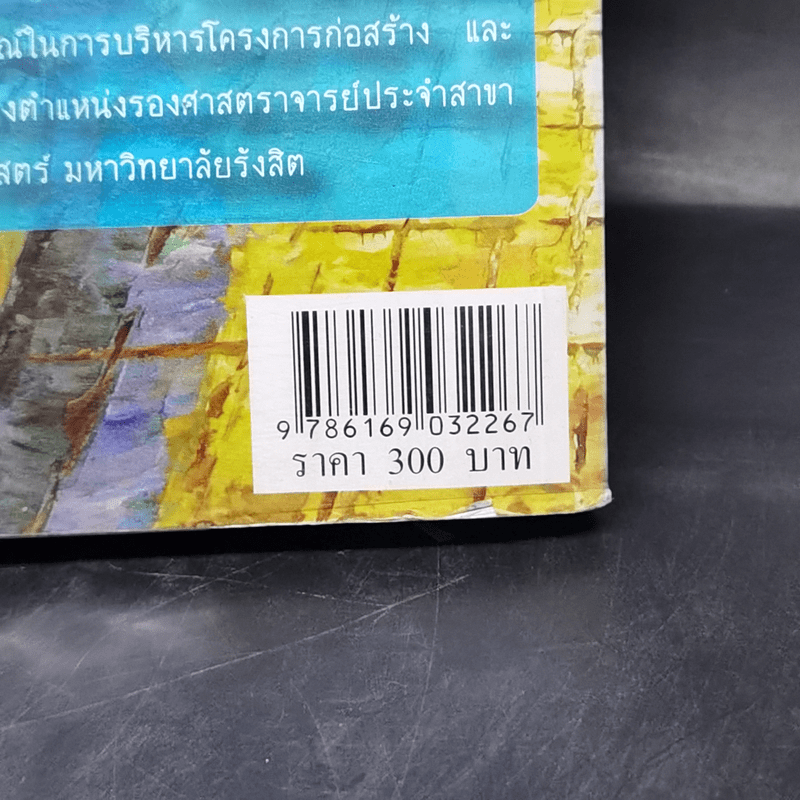 ณ์ในการบริหารโครงการก่อสร้าง และ
งตำแหน่งรองศาสตราจารย์ประจำสาขา
สตร์ มหาวิทยาลัยรังสิต
9 786169 032267
ราคา 300 บาท